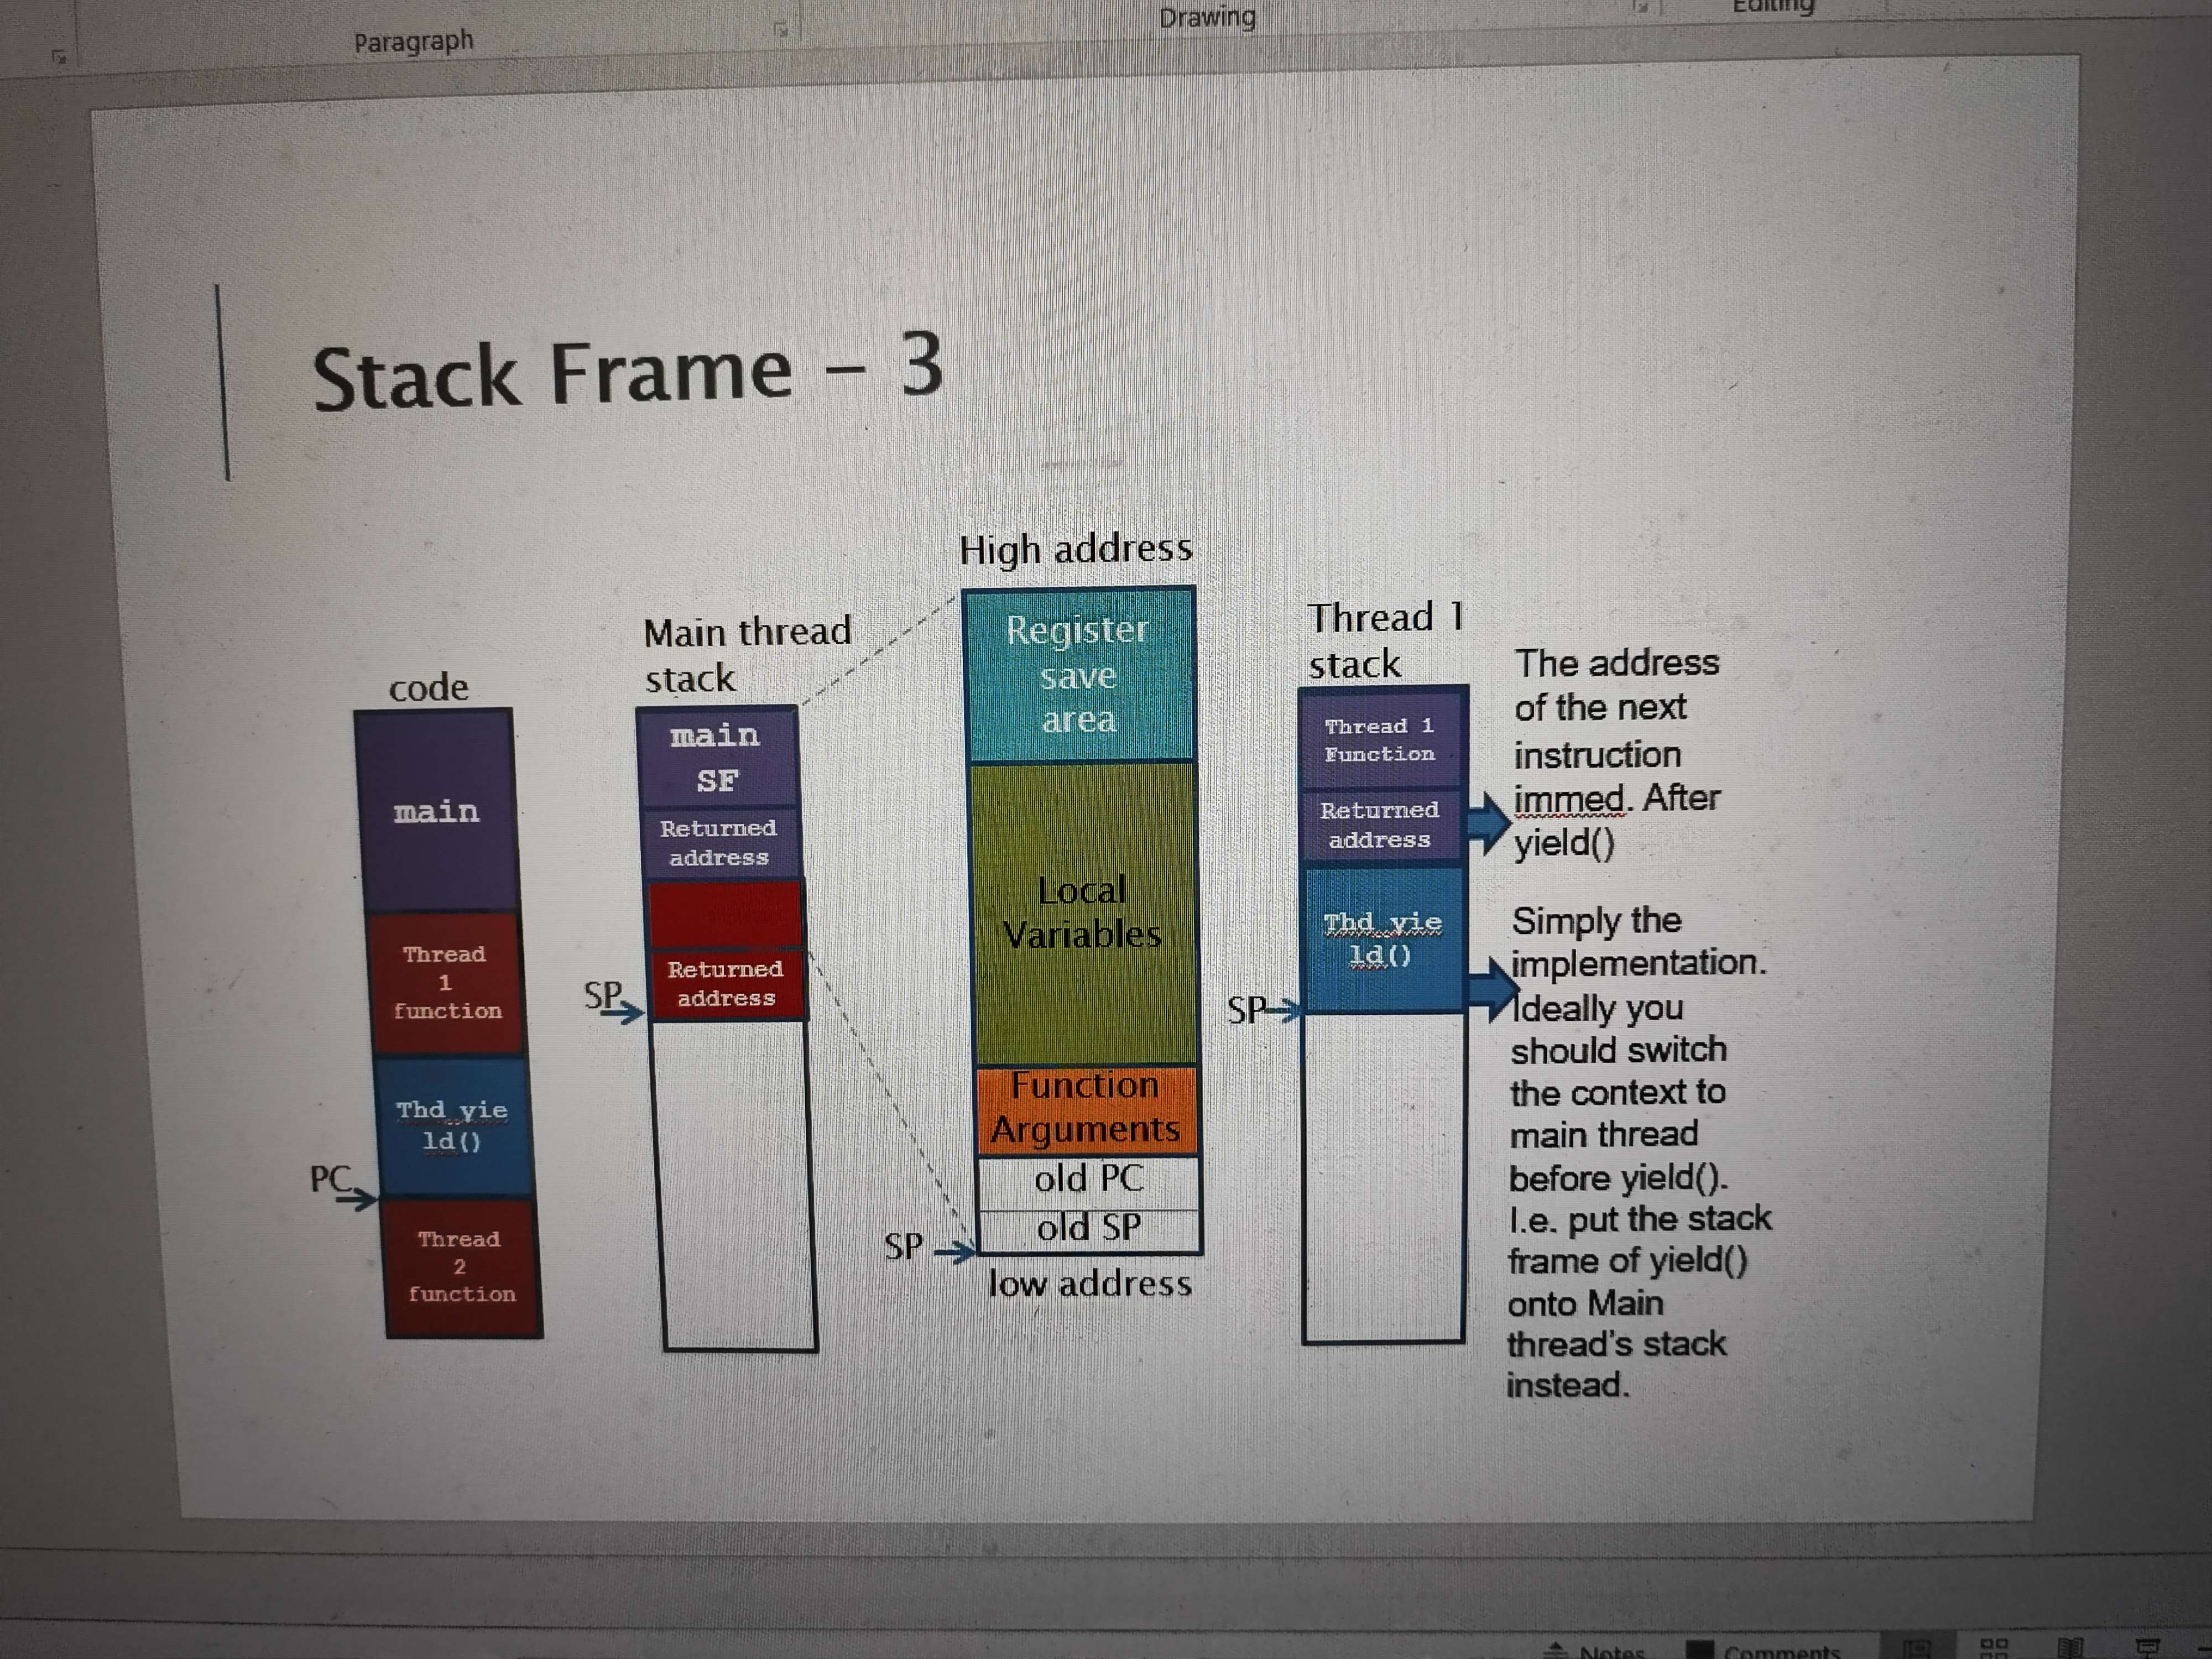 Paragraph
Drawing
Editing
Stack Frame – 3
code
main
Thread
1
function
Thd_yie
ld()
PC
Thread
2
function
Main thread
stack
main
SF
Returned
address
Returned
address
SP
High address
Register
save
area
Local
Variables
Function
Arguments
old PC
old SP
SP
low address
Thread 1
stack
Thread 1
Function
Returned
address
Thd_yie
ld()
SP
The address
of the next
instruction
immed. After
yield()
Simply the
implementation.
Ideally you
should switch
the context to
main thread
before yield().
I.e. put the stack
frame of yield()
onto Main
thread's stack
instead.
Notes
Comments